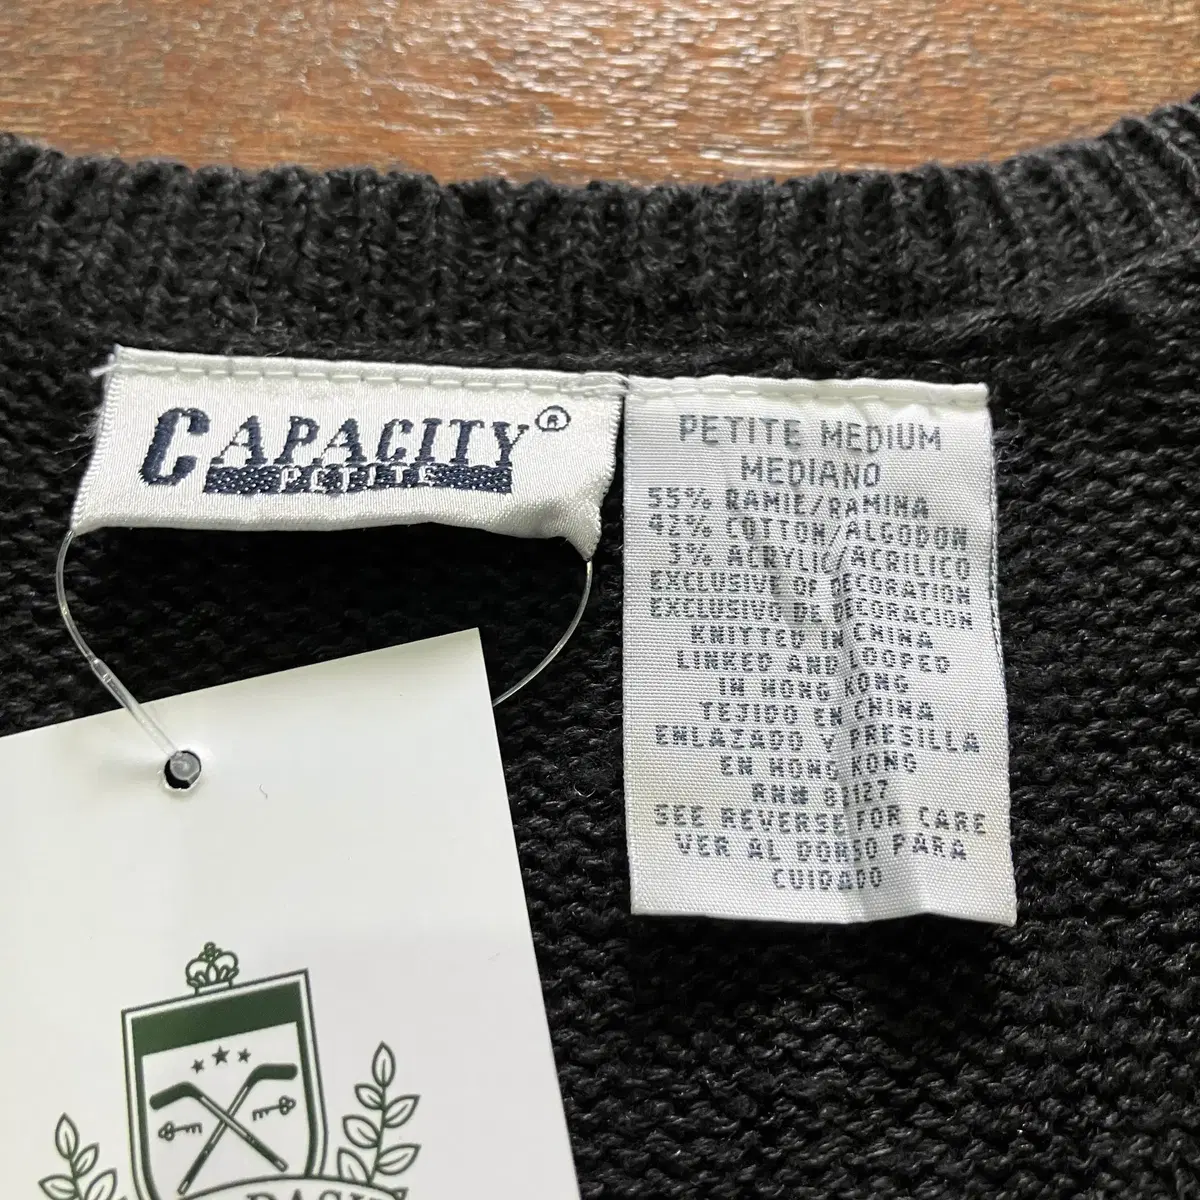 CAPACITY®
PETITE
PETITE MEDIUM
MEDIANO
55% RAMIE/RAMINA
42% COTTON/ALGODON
3% ACRYLIC/ACRILICO
EXCLUSIVE OF DECORATION
EXCLUSIVO DE DECORACION
KNITTED IN CHINA
LINKED AND LOOPED
IN HONG KONG
TEJIDO EN CHINA
ENLAZADO Y PRESILLA
EN HONG KONG
SEE REVERSE FOR CARE
VER AL DORSO PARA
CUIDADO